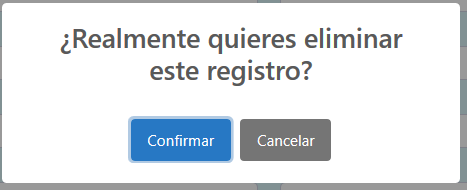 ¿Realmente quieres eliminar
este registro?
Confirmar
Cancelar